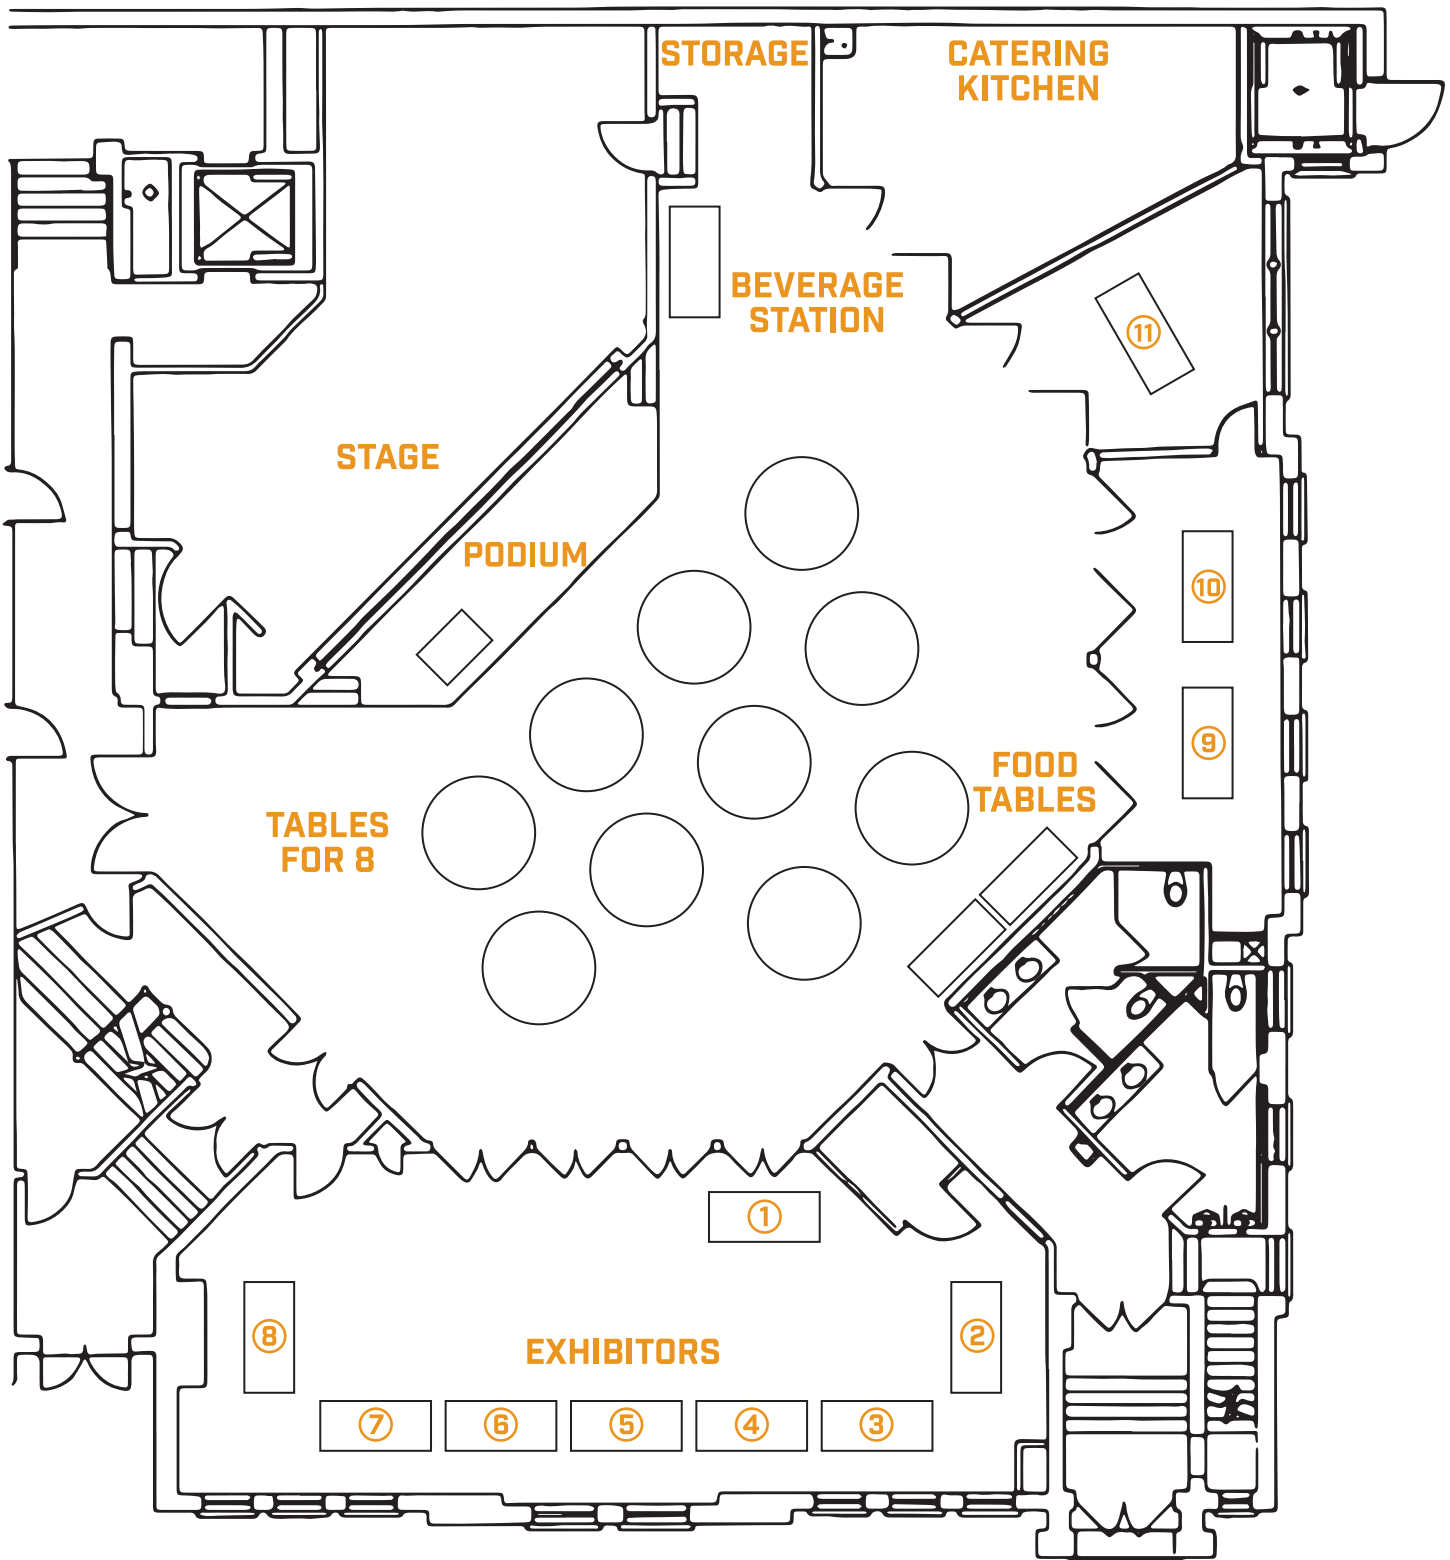 STORAGE
CATERING
KITCHEN
BEVERAGE
STATION
11
STAGE
PODIUM
10
9
FOOD
TABLES
TABLES
FOR 8
1
8
EXHIBITORS
2
7
6
5
4
3